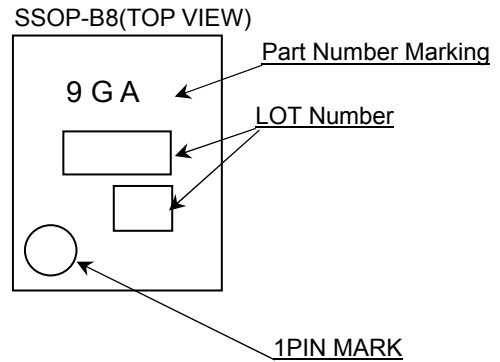 SSOP-B8(TOP VIEW)
Part Number Marking
9 G A
LOT Number
1PIN MARK